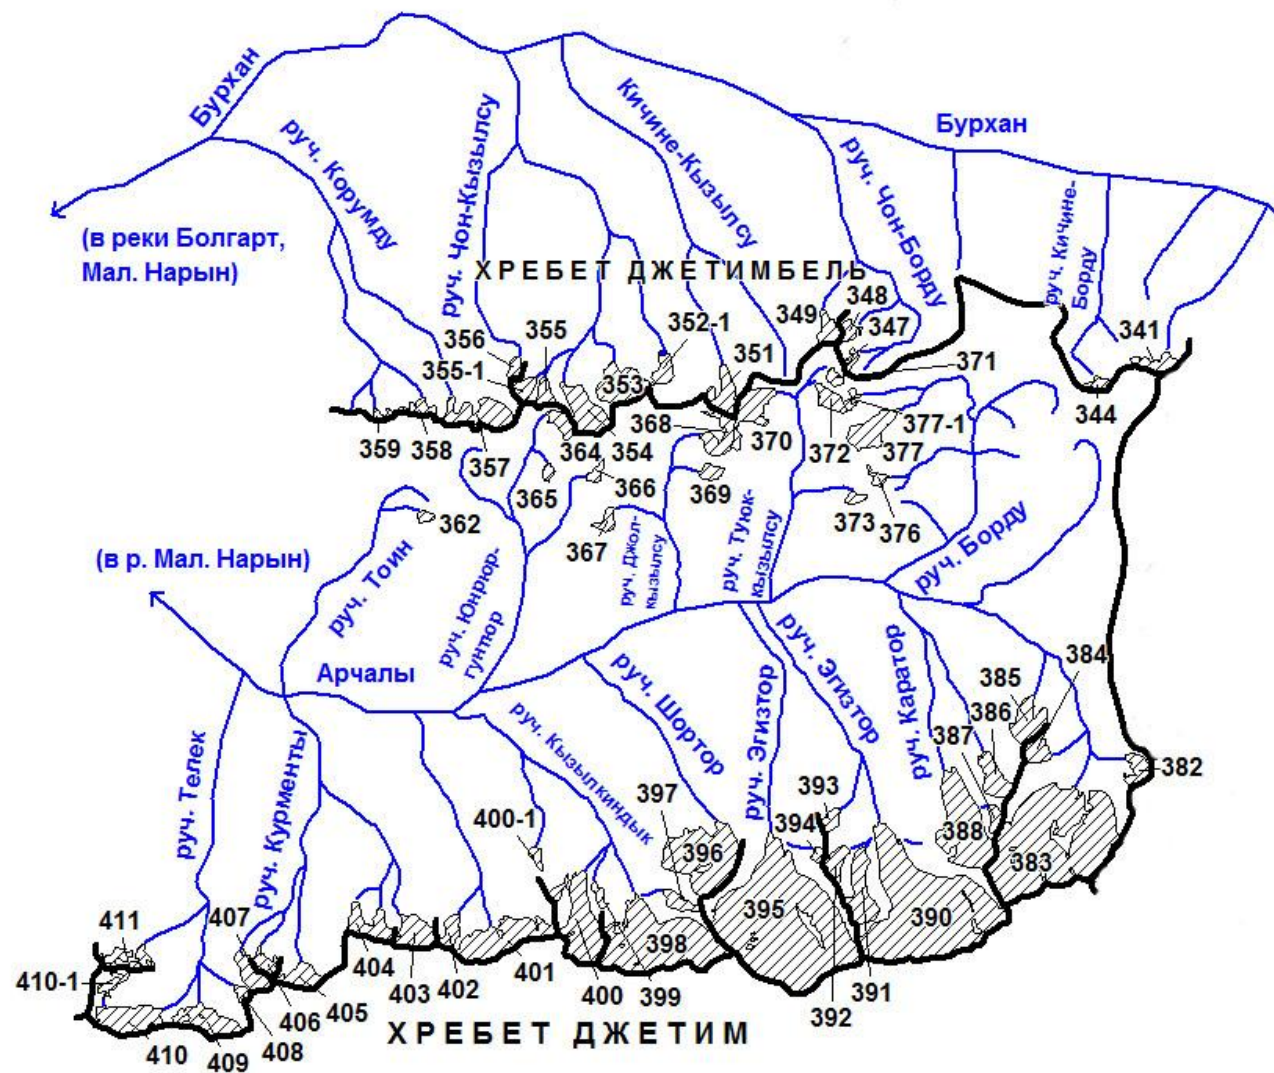 Бурхан
руч. Корумду
руч. Чон-Кызылсу
Кичине-Кызылсу
руч. Чон-Борду
Бурхан
руч. Кичине-
Борду
(в реки Болгарт,
Мал. Нарын)
ХРЕБЕТ ДЖЕТИМБЕЛЬ
349
348
347
341
356
355
352-1
351
371
355-1
353
344
359
358
357
364
354
368
370
372
377
377-1
365
366
369
373
376
362
367
(в р. Мал. Нарын)
руч. Тоин
руч. Юнрюр-
гунтюр
руч. Джол-
кызылсу
руч. Туюк-
кызылсу
руч. Борду
Арчалы
руч. Шортор
руч. Эгизтор
руч. Эгизтор
руч. Каратор
385
384
386
387
382
руч. Телек
руч. Курменты
руч. Кызылкиндык
397
393
400-1
394
396
388
383
407
411
395
390
410-1
404
403
402
401
400
398
399
392
391
410
409
408
406
405
ХРЕБЕТ ДЖЕТИМ